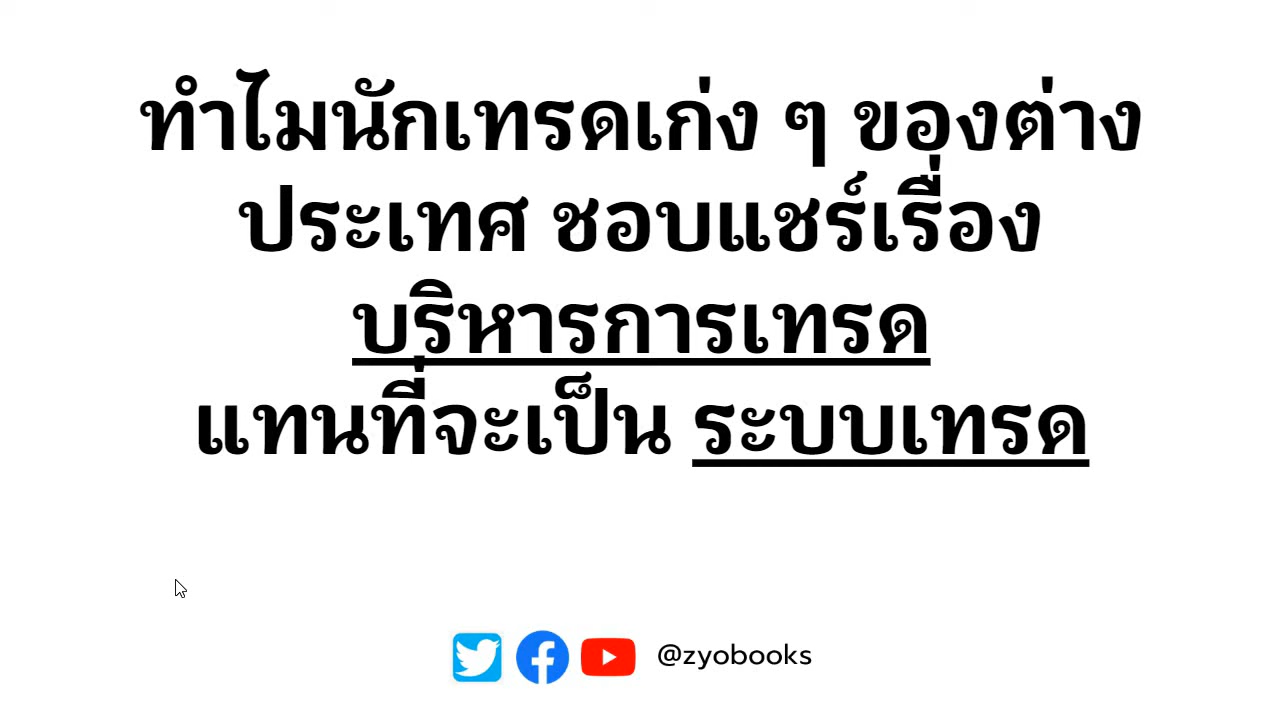 ทำไมนักเทรดเก่ง ๆ ของต่าง
ประเทศ ชอบแชร์เรื่อง
บริหารการเทรด
แทนที่จะเป็น ระบบเทรด
@zyobooks